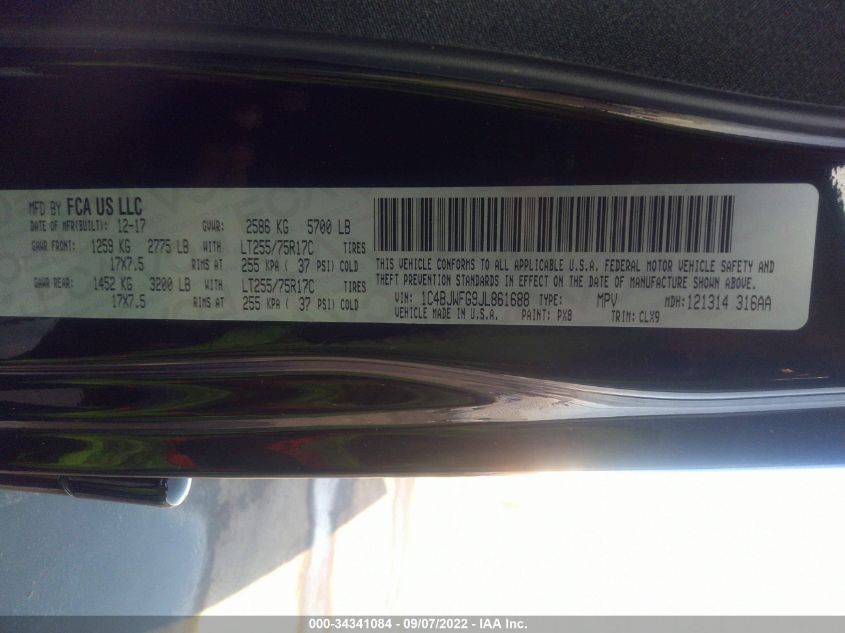 MFD BY FCA US LLC
DATE OF MFR(BUILT): 12-17 GVWR: 2586 KG 5700 LB
GAWR FRONT: 1259 KG 2775 LB WITH LT255/75R17C TIRES
17X7.5 RIMS AT 255 KPA ( 37 PSI) COLD
GAWR REAR: 1452 KG 3200 LB WITH LT255/75R17C TIRES
17X7.5 RIMS AT 255 KPA ( 37 PSI) COLD
THIS VEHICLE CONFORMS TO ALL APPLICABLE U.S.A. FEDERAL MOTOR VEHICLE SAFETY AND
THEFT PREVENTION STANDARDS IN EFFECT ON THE DATE OF MANUFACTURE SHOWN ABOVE.
VIN: 1C4BJWFG9JL861688 TYPE: MPV MDH: 121314 316AA
VEHICLE MADE IN U.S.A. PAINT: PX8 TRIM: CLX9
000-34341084 - 09/07/2022 - IAA Inc.